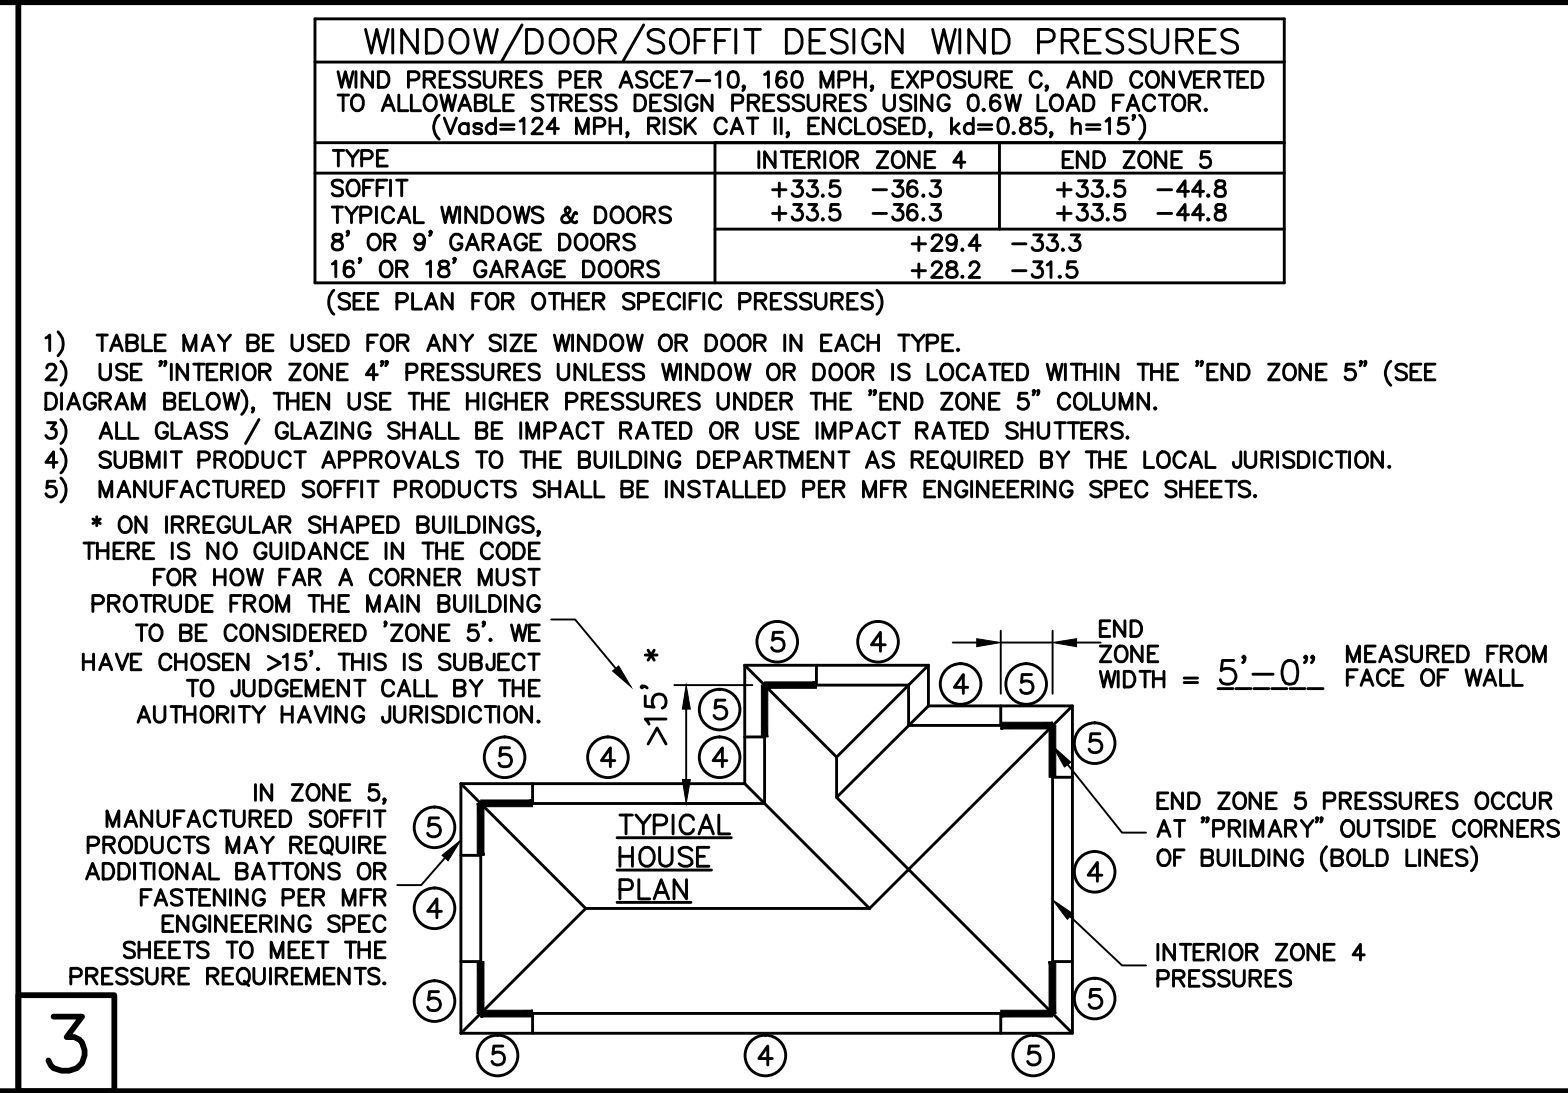 WINDOW/DOOR/SOFFIT DESIGN WIND PRESSURES
WIND PRESSURES PER ASCE7-10, 160 MPH, EXPOSURE C, AND CONVERTED
TO ALLOWABLE STRESS DESIGN PRESSURES USING 0.6W LOAD FACTOR.
(Vasd=124 MPH, RISK CAT II, ENCLOSED, kd=0.85, h=15')
TYPE INTERIOR ZONE 4 END ZONE 5
SOFFIT +33.5 -36.3 +33.5 -44.8
TYPICAL WINDOWS & DOORS +33.5 -36.3 +33.5 -44.8
8' OR 9' GARAGE DOORS +29.4 -33.3
16' OR 18' GARAGE DOORS +28.2 -31.5
(SEE PLAN FOR OTHER SPECIFIC PRESSURES)
1) TABLE MAY BE USED FOR ANY SIZE WINDOW OR DOOR IN EACH TYPE.
2) USE "INTERIOR ZONE 4" PRESSURES UNLESS WINDOW OR DOOR IS LOCATED WITHIN THE "END ZONE 5" (SEE
DIAGRAM BELOW), THEN USE THE HIGHER PRESSURES UNDER THE "END ZONE 5" COLUMN.
3) ALL GLASS / GLAZING SHALL BE IMPACT RATED OR USE IMPACT RATED SHUTTERS.
4) SUBMIT PRODUCT APPROVALS TO THE BUILDING DEPARTMENT AS REQUIRED BY THE LOCAL JURISDICTION.
5) MANUFACTURED SOFFIT PRODUCTS SHALL BE INSTALLED PER MFR ENGINEERING SPEC SHEETS.
* ON IRREGULAR SHAPED BUILDINGS,
THERE IS NO GUIDANCE IN THE CODE
FOR HOW FAR A CORNER MUST
PROTRUDE FROM THE MAIN BUILDING
TO BE CONSIDERED 'ZONE 5'. WE
HAVE CHOSEN >15'. THIS IS SUBJECT
TO JUDGEMENT CALL BY THE
AUTHORITY HAVING JURISDICTION.
>15' *
5
4
4
5
END
ZONE
WIDTH = 5'-0"
MEASURED FROM
FACE OF WALL
5
4
5
4
5
IN ZONE 5,
MANUFACTURED SOFFIT
PRODUCTS MAY REQUIRE
ADDITIONAL BATTONS OR
FASTENING PER MFR
ENGINEERING SPEC
SHEETS TO MEET THE
PRESSURE REQUIREMENTS.
5
4
5
TYPICAL
HOUSE
PLAN
END ZONE 5 PRESSURES OCCUR
AT "PRIMARY" OUTSIDE CORNERS
OF BUILDING (BOLD LINES)
4
INTERIOR ZONE 4
PRESSURES
5
5
4
5
3